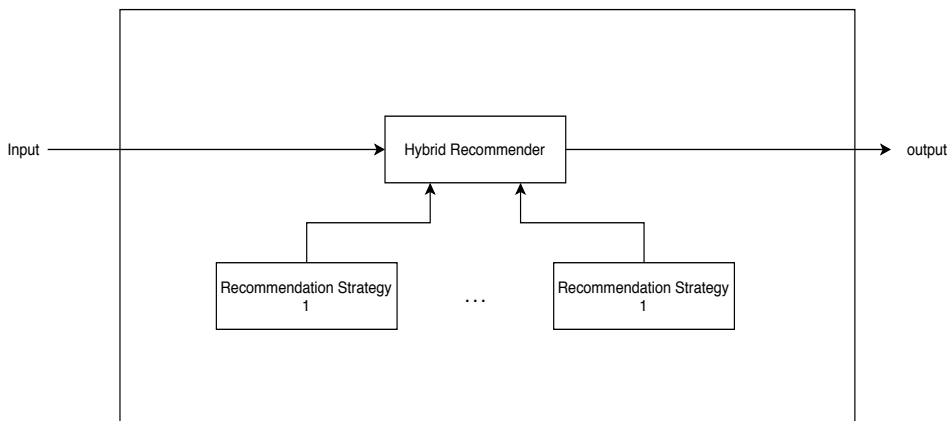 Input
Hybrid Recommender
output
Recommendation Strategy
1
...
Recommendation Strategy
1